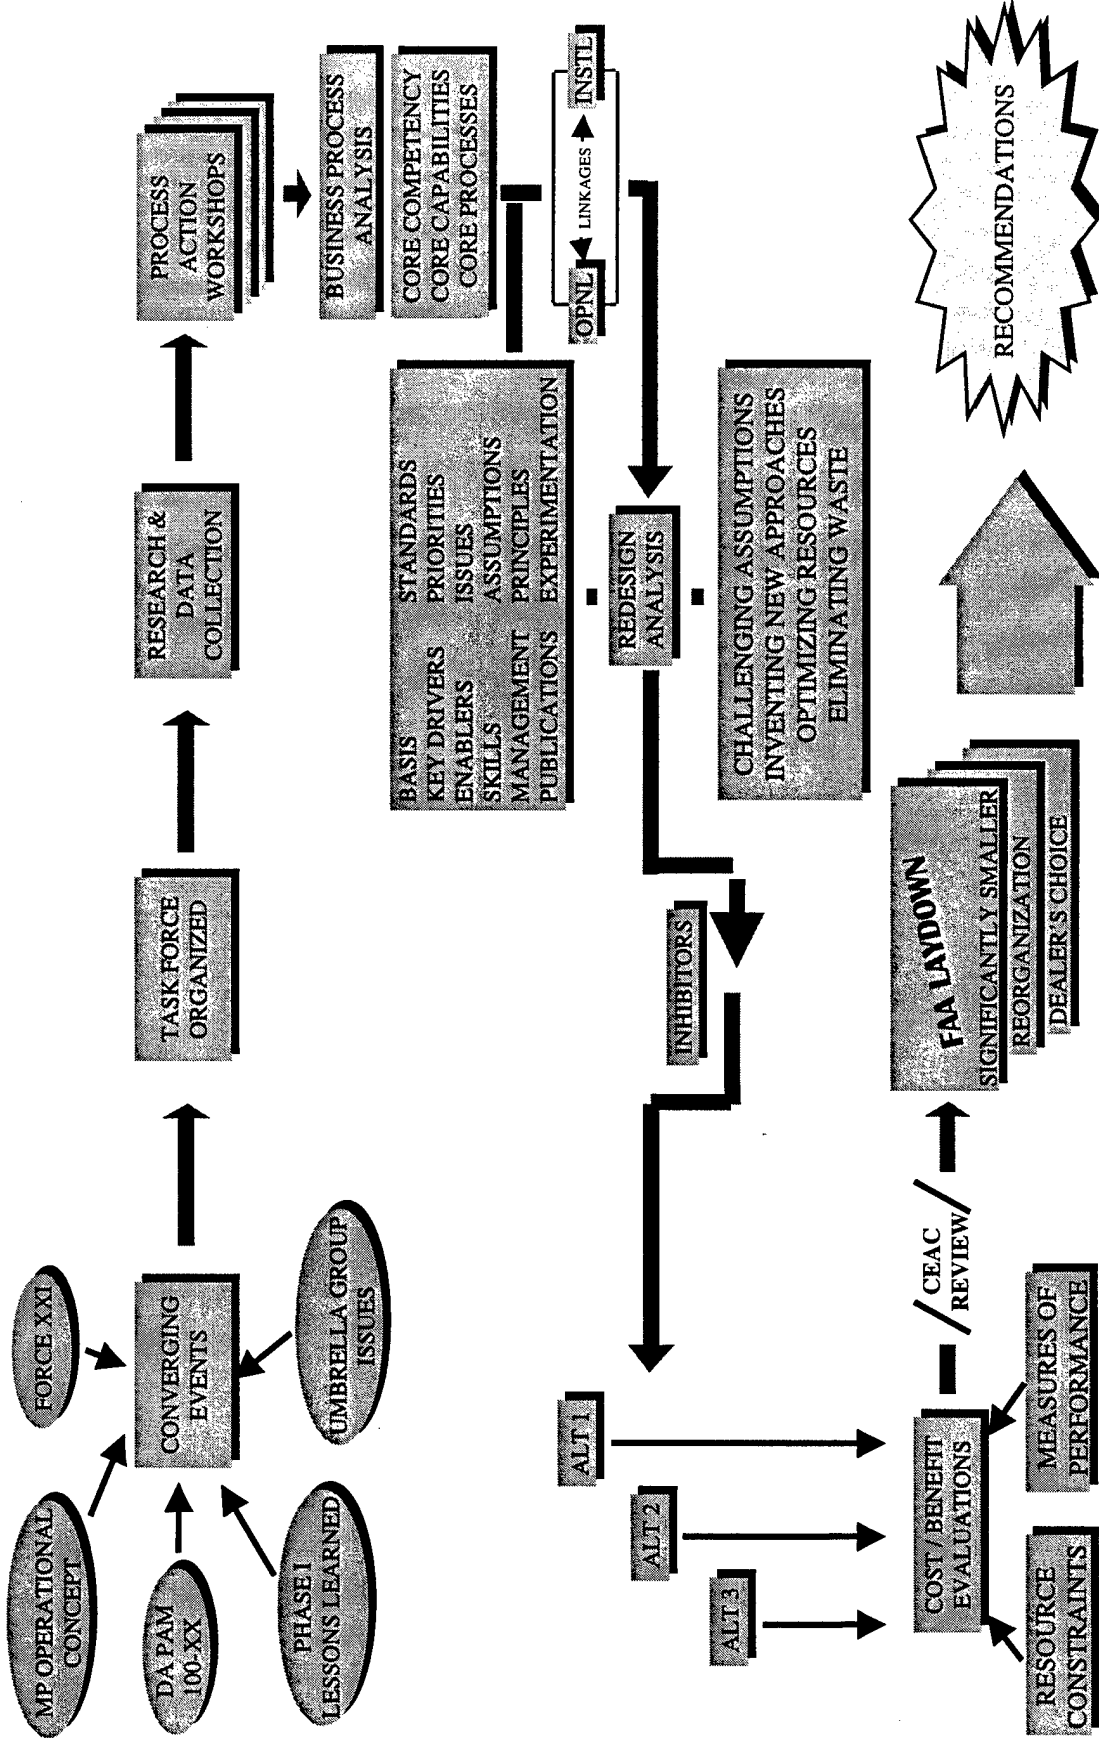 MP OPERATIONAL
CONCEPT
FORCE XXI
DA PAM
100-XX
CONVERGING
EVENTS
PHASE I
LESSONS LEARNED
UMBRELLA GROUP
ISSUES
TASK FORCE
ORGANIZED
RESEARCH &
DATA
COLLECTION
PROCESS
ACTION
WORKSHOPS
BUSINESS PROCESS
ANALYSIS
CORE COMPETENCY
CORE CAPABILITIES
CORE PROCESSES
BASIS STANDARDS
KEY DRIVERS PRIORITIES
ENABLERS ISSUES
SKILLS ASSUMPTIONS
MANAGEMENT PRINCIPLES
PUBLICATIONS EXPERIMENTATION
OPNL LINKAGES INSTL
REDESIGN
ANALYSIS
CHALLENGING ASSUMPTIONS
INVENTING NEW APPROACHES
OPTIMIZING RESOURCES
ELIMINATING WASTE
INHIBITORS
ALT 1
ALT 2
ALT 3
COST / BENEFIT
EVALUATIONS
RESOURCE
CONSTRAINTS
MEASURES OF
PERFORMANCE
CEAC
REVIEW
FAA LAYDOWN
SIGNIFICANTLY SMALLER
REORGANIZATION
DEALER'S CHOICE
RECOMMENDATIONS